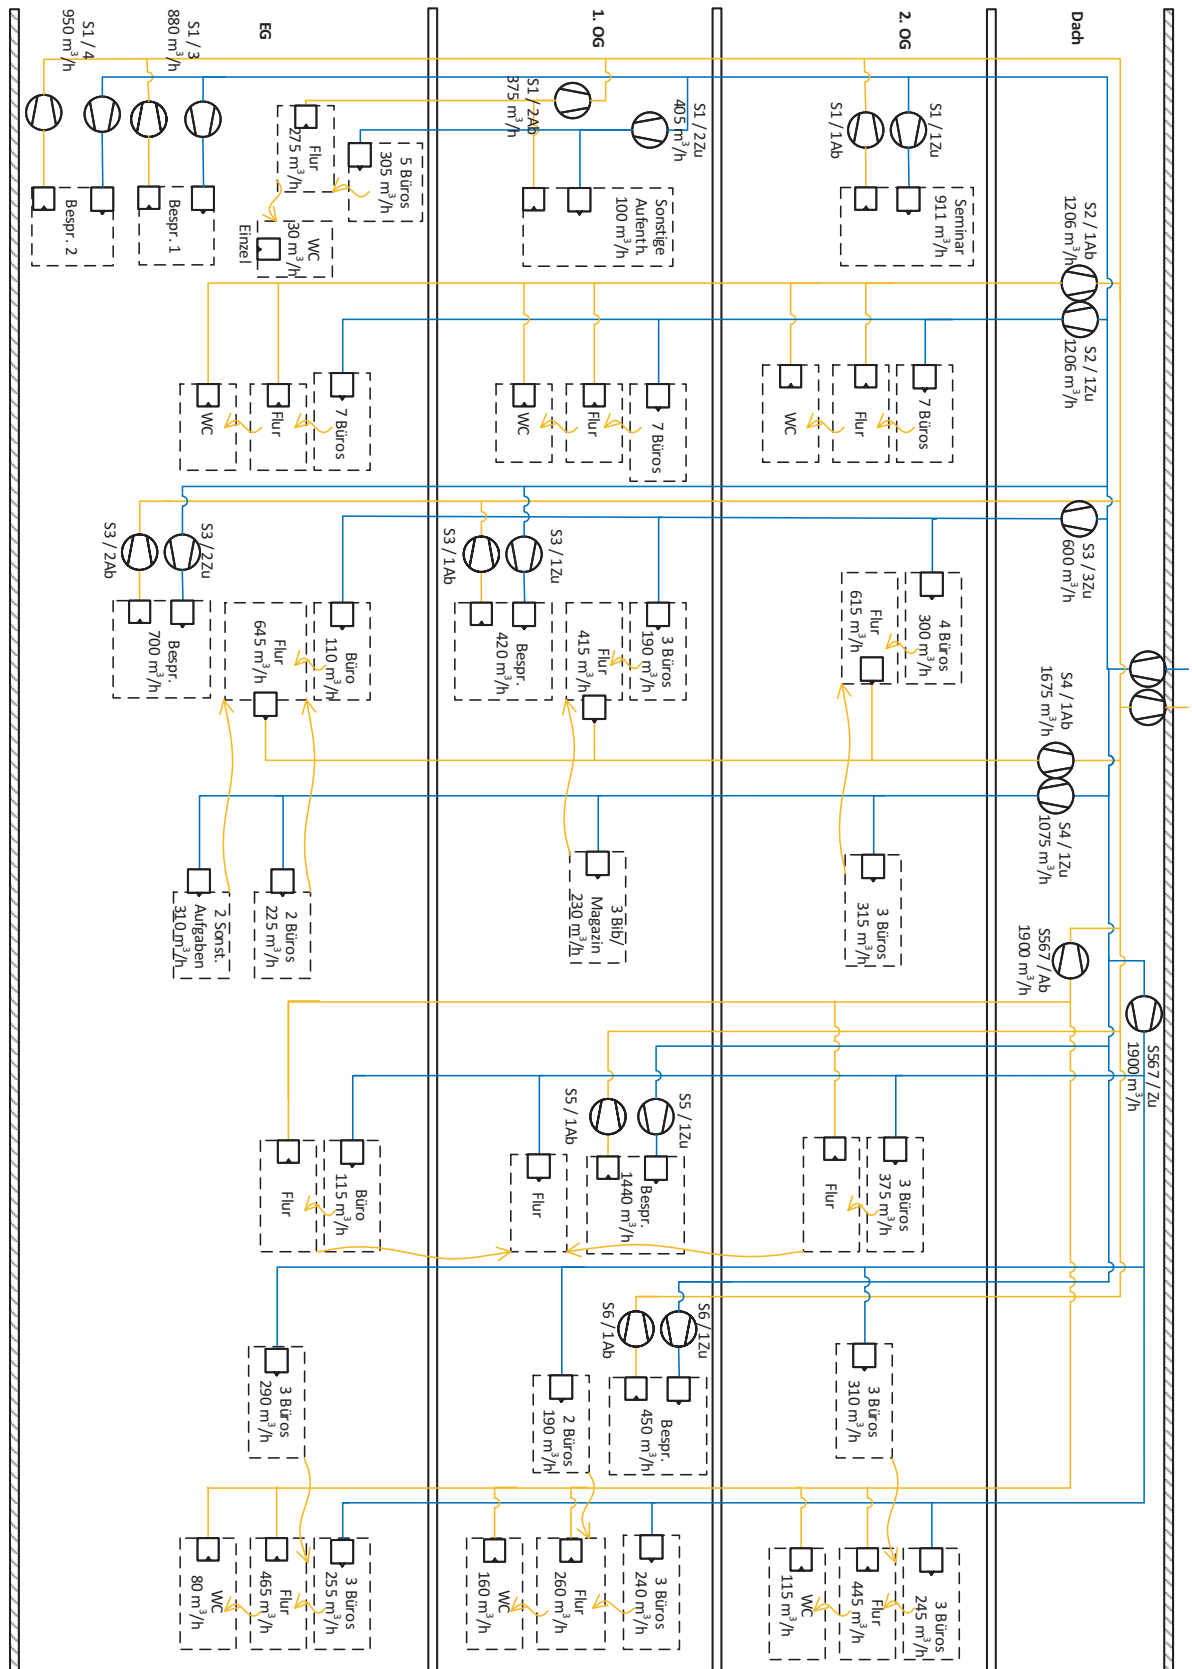 Dach
S2 / 1Ab
1206 m³/h
S2 / 1Zu
1206 m³/h
S3 / 3Zu
600 m³/h
S4 / 1Ab
1675 m³/h
S4 / 1Zu
1075 m³/h
S567 / Ab
1900 m³/h
S567 / Zu
1900 m³/h
2. OG
S1 / 1Zu
S1 / 1Ab
Seminar
911 m³/h
7 Büros
Flur
WC
4 Büros
300 m³/h
Flur
615 m³/h
3 Büros
315 m³/h
3 Büros
375 m³/h
Flur
3 Büros
310 m³/h
3 Büros
245 m³/h
Flur
445 m³/h
WC
115 m³/h
1. OG
S1 / 2Zu
405 m³/h
S1 / 2Ab
375 m³/h
Sonstige
Aufenth.
100 m³/h
7 Büros
Flur
WC
S3 / 1Zu
S3 / 1Ab
3 Büros
190 m³/h
Flur
415 m³/h
Bespr.
420 m³/h
3 Bib/
Magazin
230 m³/h
S5 / 1Zu
S5 / 1Ab
Bespr.
1440 m³/h
Flur
S6 / 1Zu
S6 / 1Ab
Bespr.
450 m³/h
2 Büros
190 m³/h
3 Büros
240 m³/h
Flur
260 m³/h
WC
160 m³/h
EG
S1 / 3
880 m³/h
S1 / 4
950 m³/h
5 Büros
305 m³/h
Flur
275 m³/h
WC
30 m³/h
Einzel
Bespr. 1
Bespr. 2
7 Büros
Flur
WC
S3 / 2Zu
S3 / 2Ab
Büro
110 m³/h
Flur
645 m³/h
Bespr.
700 m³/h
2 Büros
225 m³/h
2 Sonst.
Aufgaben
310 m³/h
Büro
115 m³/h
Flur
3 Büros
290 m³/h
3 Büros
255 m³/h
Flur
465 m³/h
WC
80 m³/h